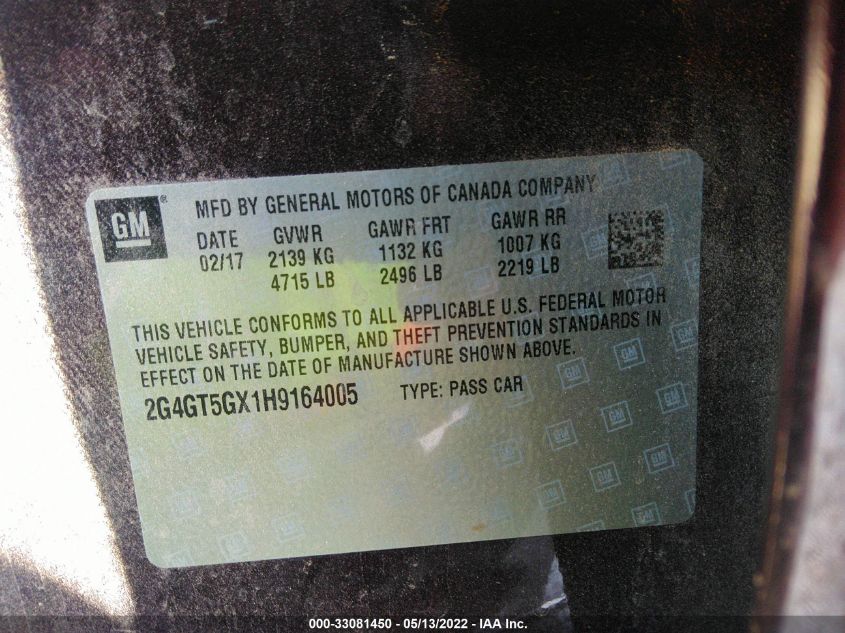 GM ® MFD BY GENERAL MOTORS OF CANADA COMPANY
DATE GVWR GAWR FRT GAWR RR
02/17 2139 KG 1132 KG 1007 KG
4715 LB 2496 LB 2219 LB
THIS VEHICLE CONFORMS TO ALL APPLICABLE U.S. FEDERAL MOTOR
VEHICLE SAFETY, BUMPER, AND THEFT PREVENTION STANDARDS IN
EFFECT ON THE DATE OF MANUFACTURE SHOWN ABOVE.
2G4GT5GX1H9164005 TYPE: PASS CAR
000-33081450 - 05/13/2022 - IAA Inc.